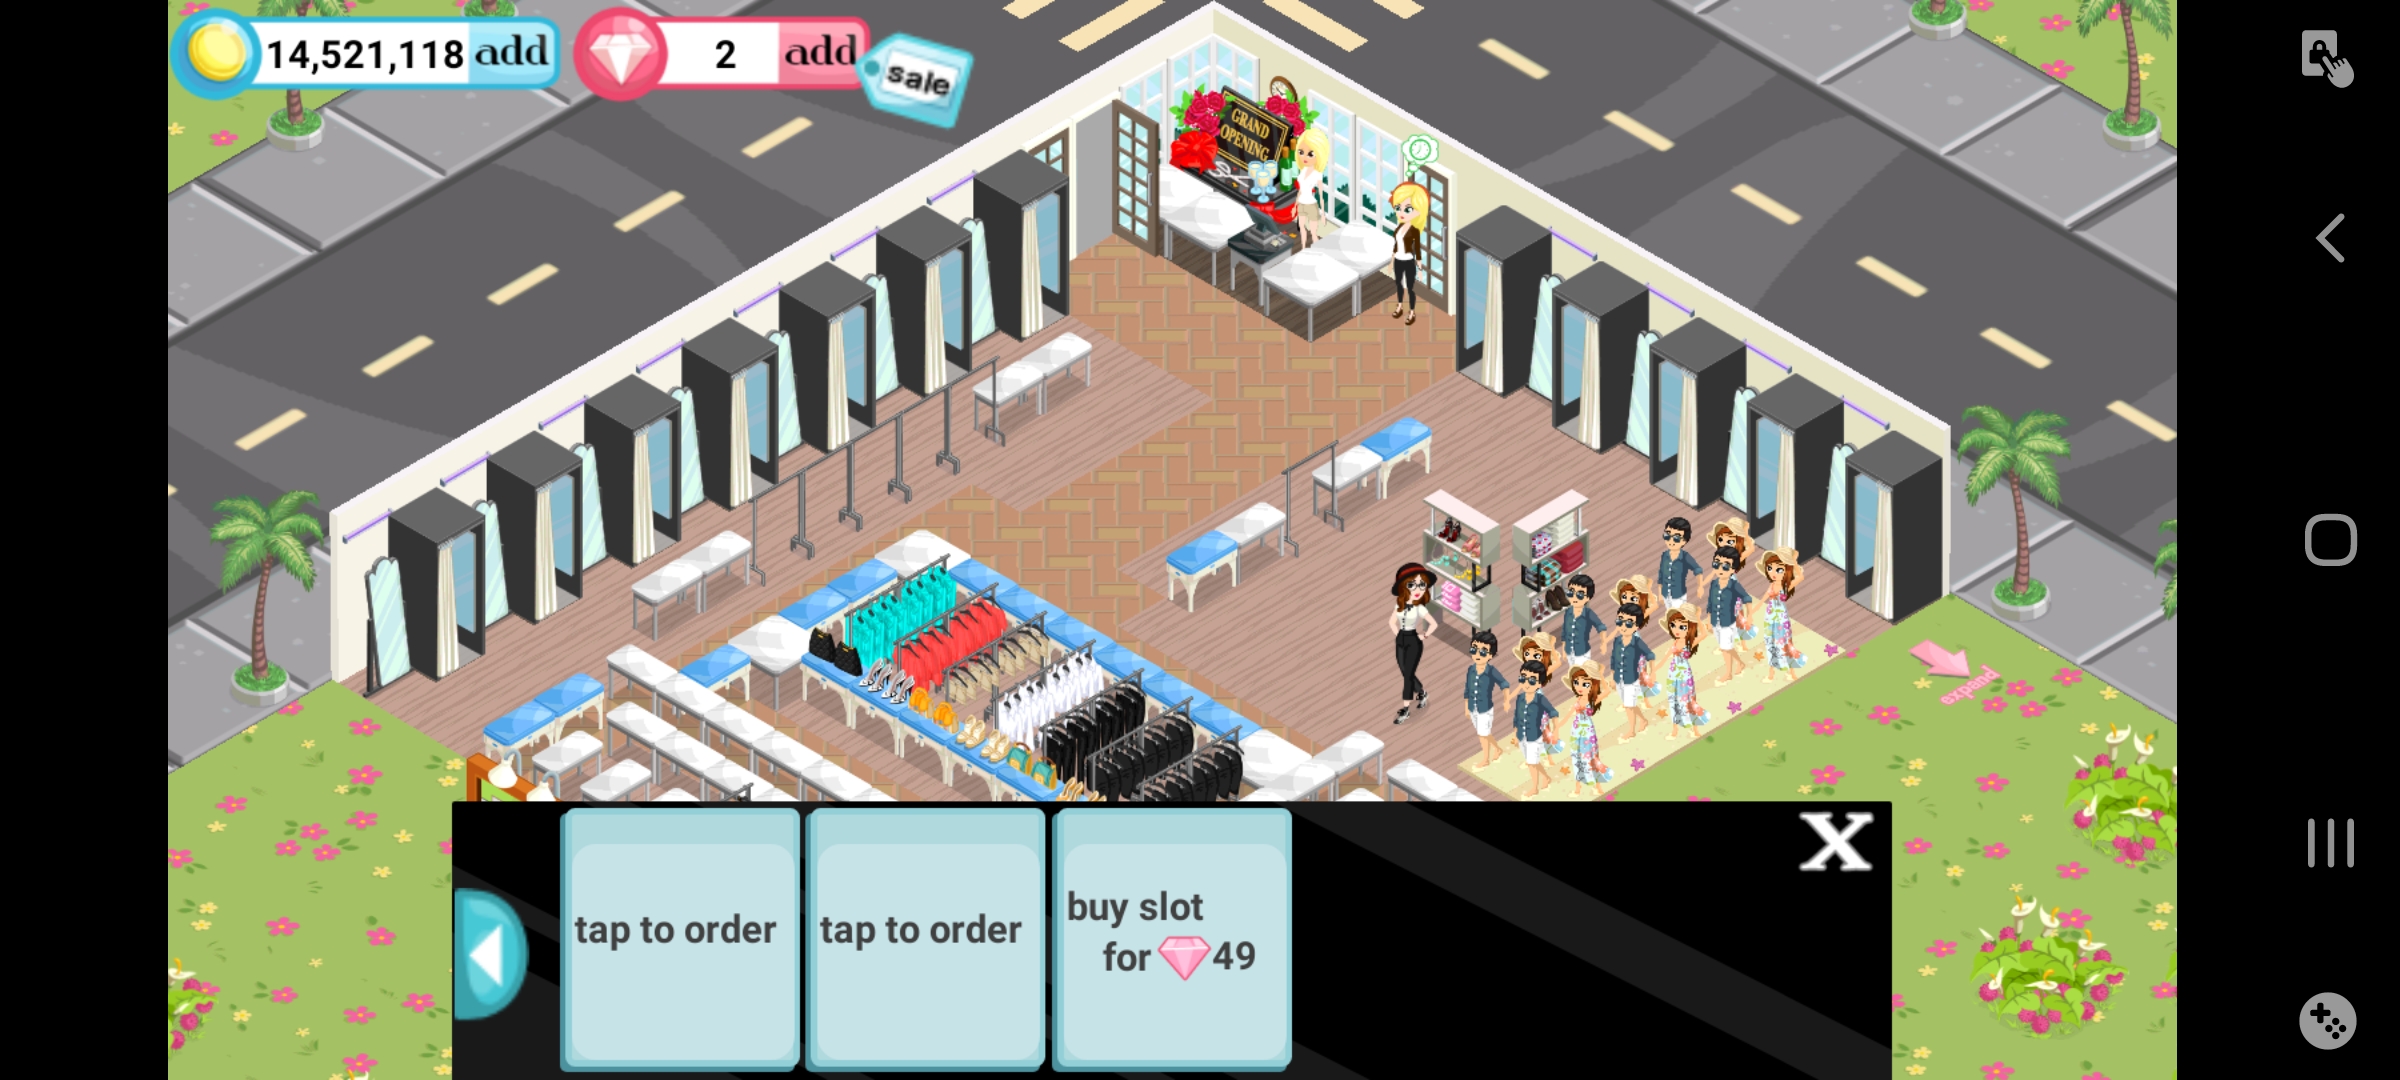 14,521,118 add
2 add
sale
GRAND
OPENING
expand
X
tap to order
tap to order
buy slot
for 49